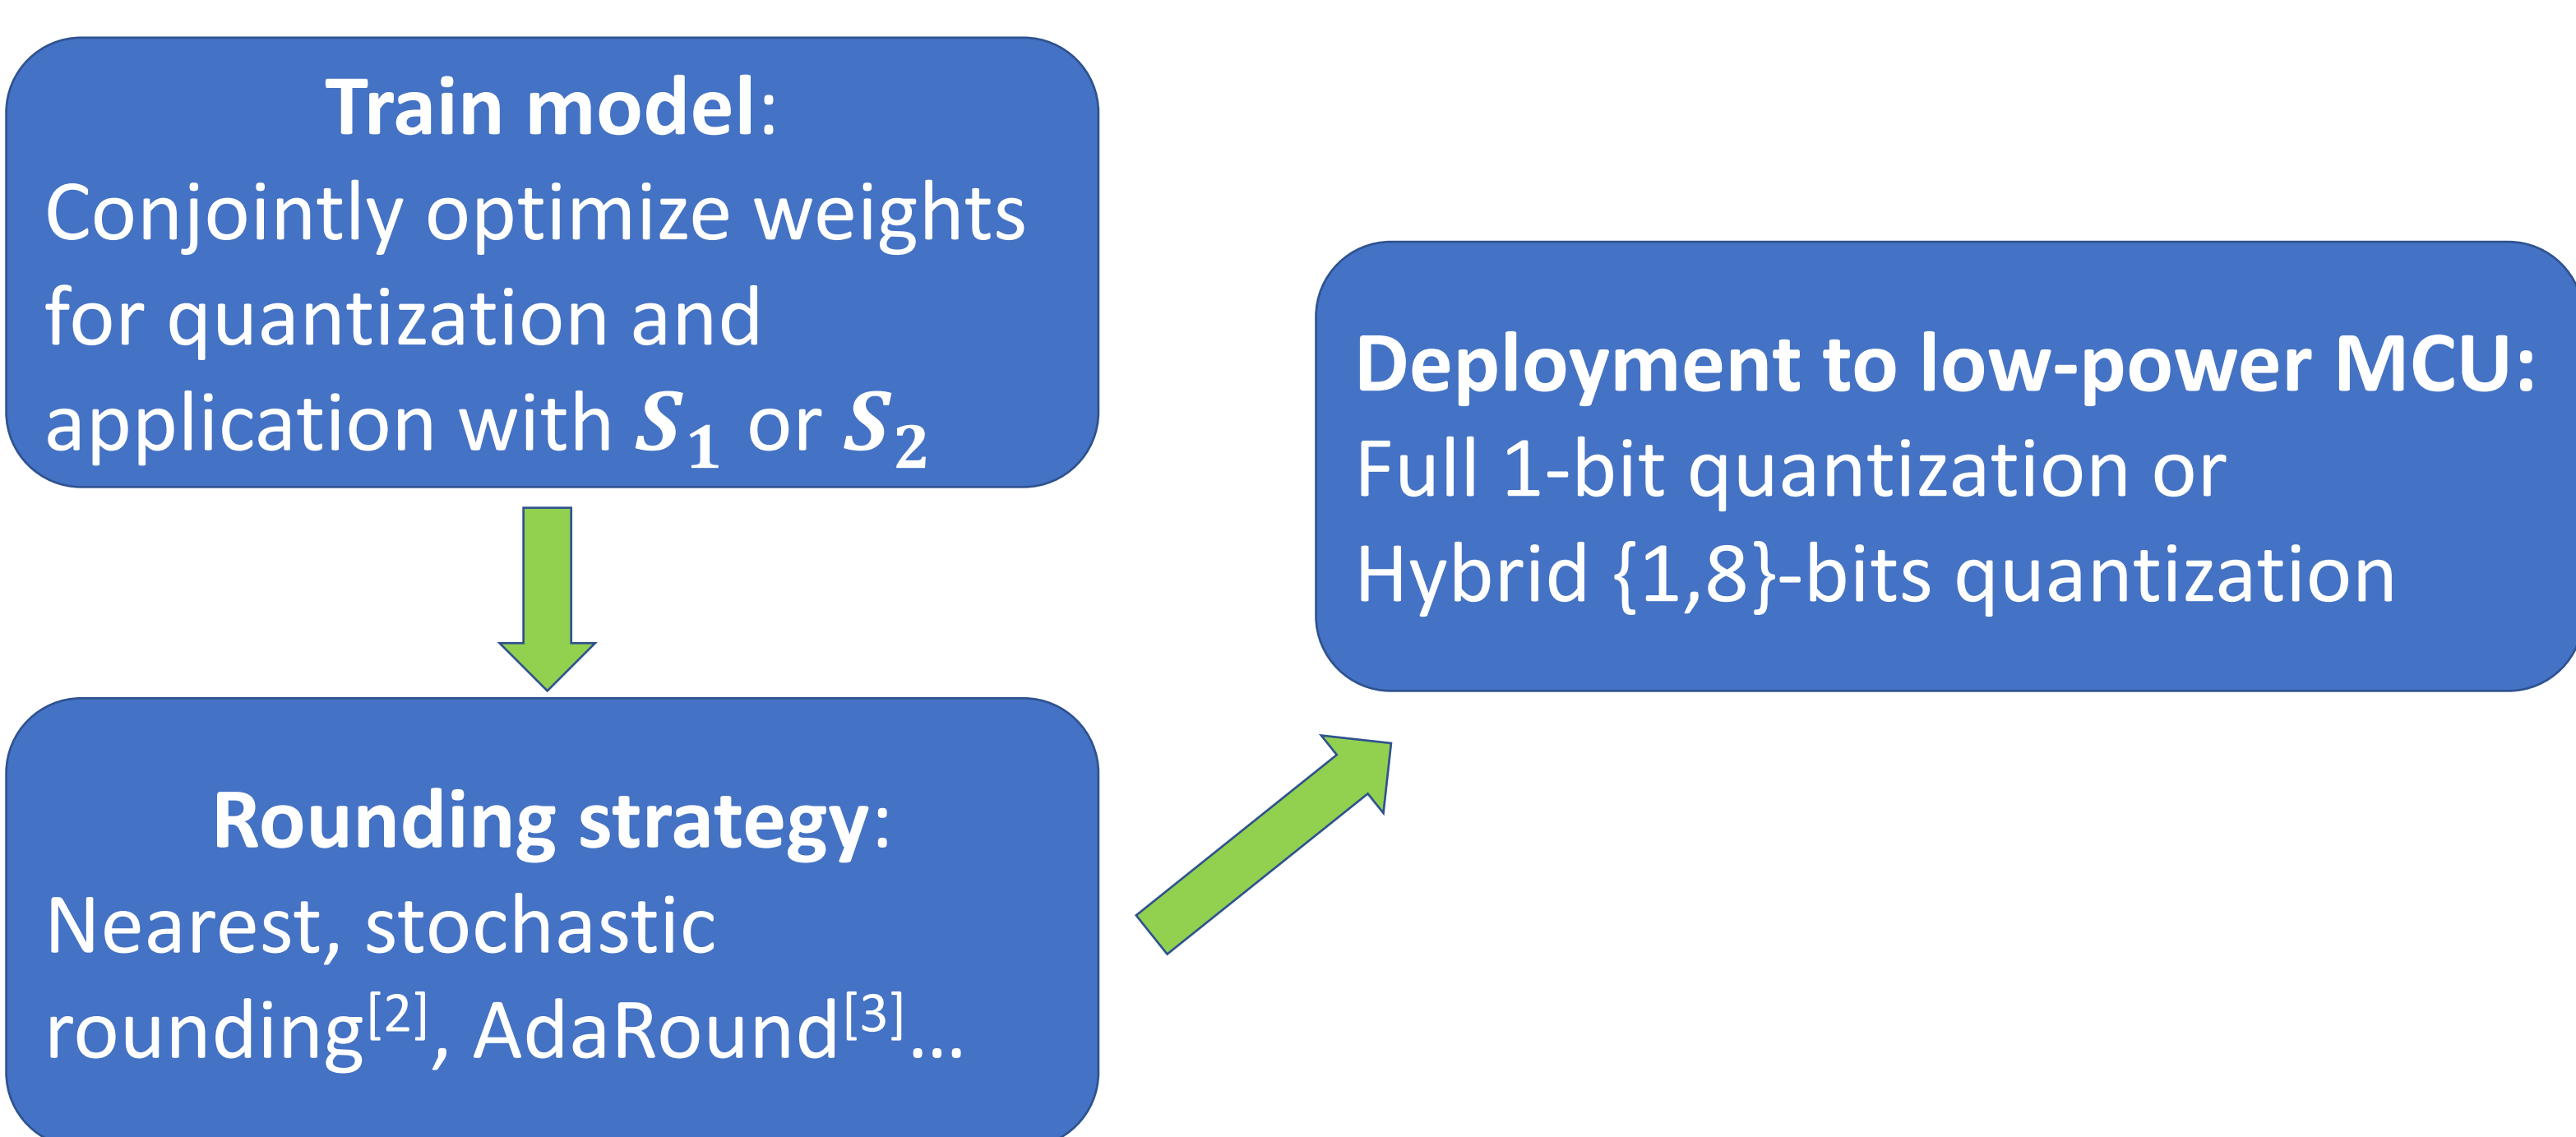 Train model:
Conjointly optimize weights
for quantization and
application with S₁ or S₂
Rounding strategy:
Nearest, stochastic
rounding[2], AdaRound[3]...
Deployment to low-power MCU:
Full 1-bit quantization or
Hybrid {1,8}-bits quantization